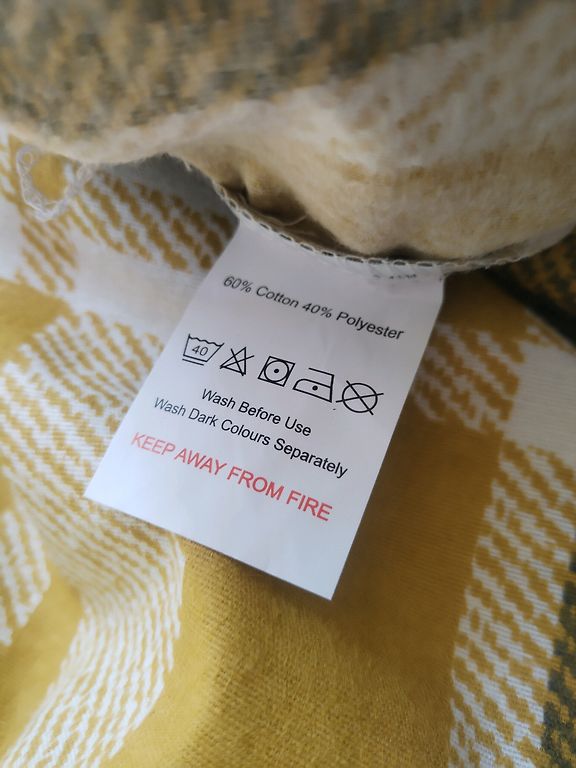 60% Cotton 40% Polyester
40
Wash Before Use
Wash Dark Colours Separately
KEEP AWAY FROM FIRE